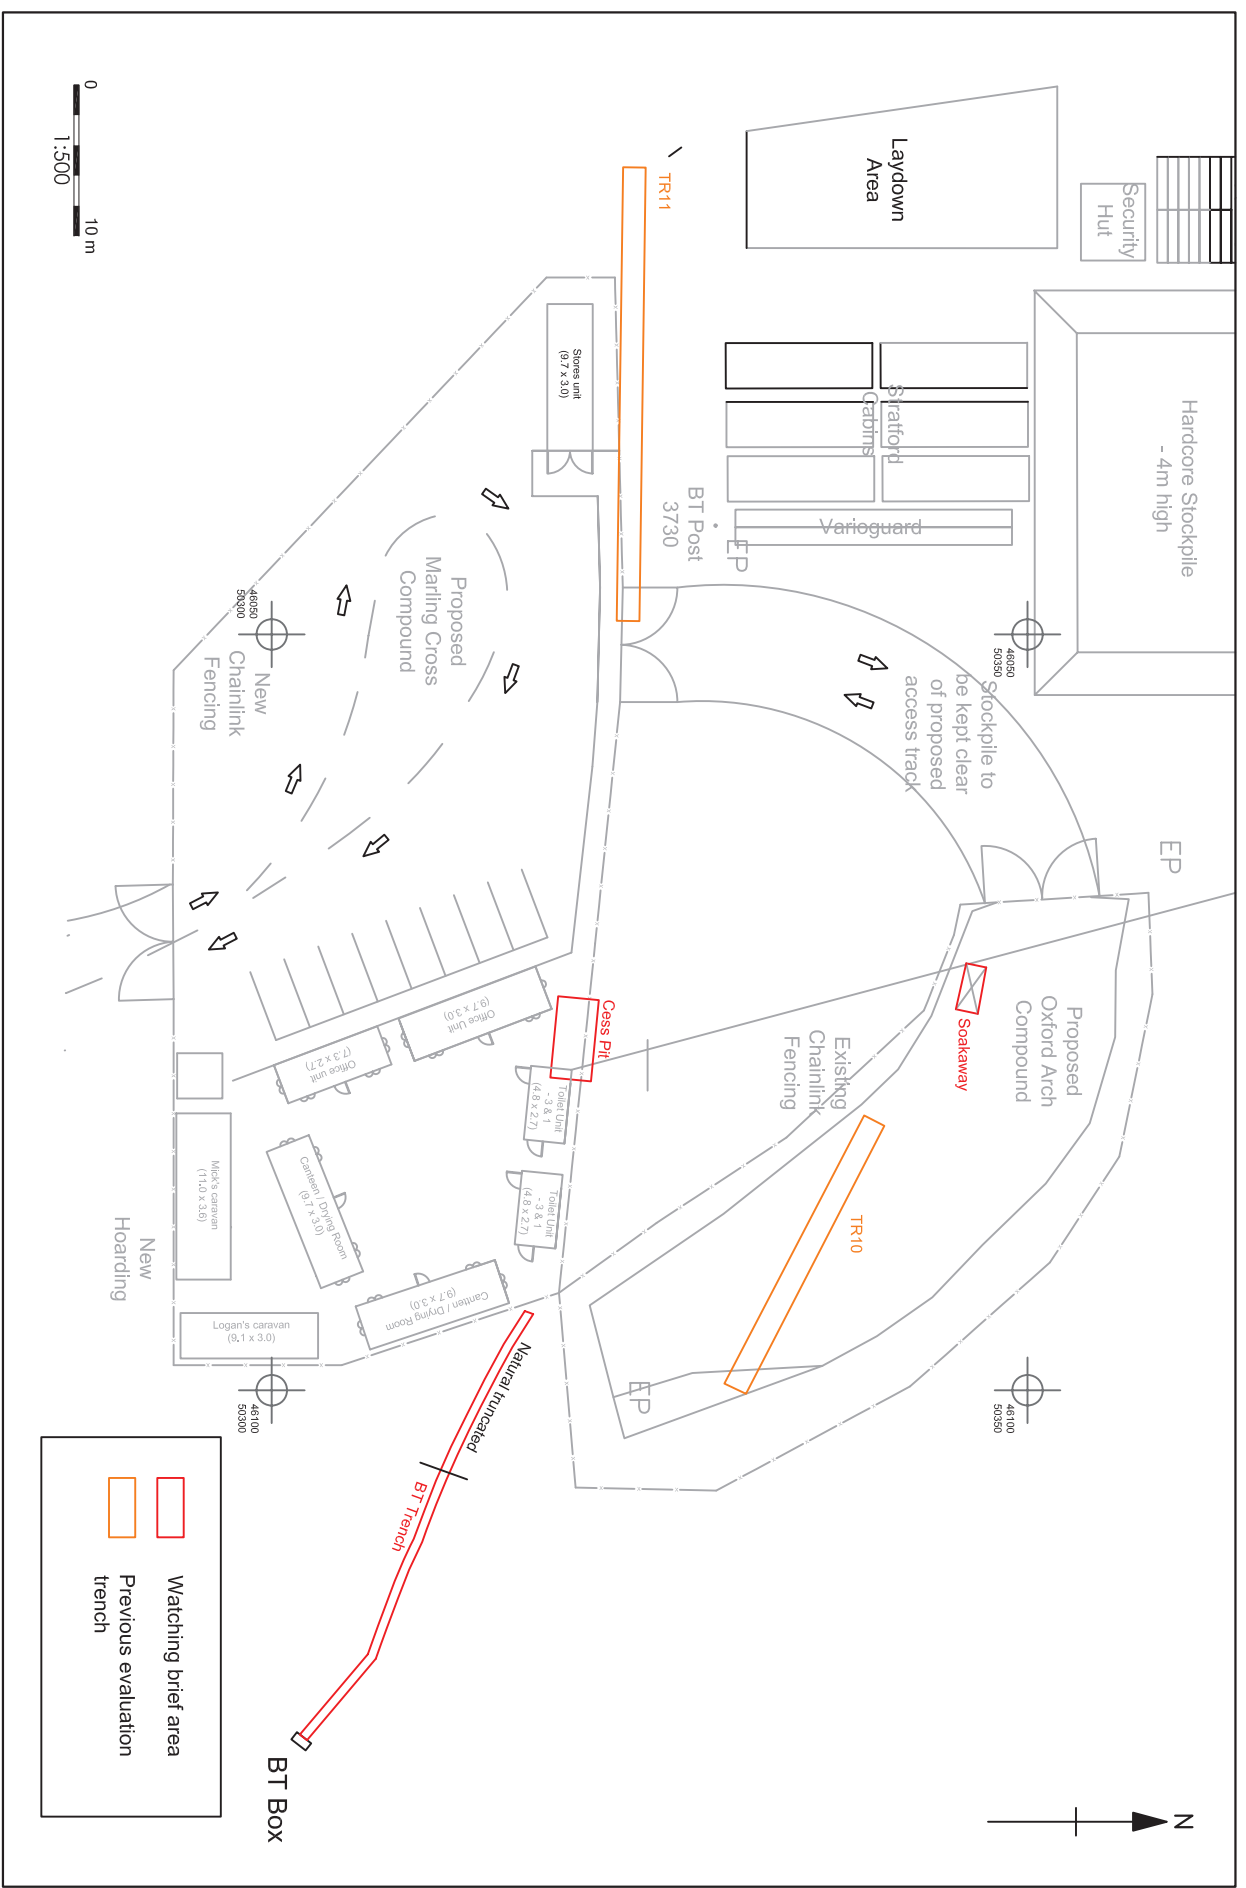 Security
Hut
Hardcore Stockpile
- 4m high
EP
N
Laydown
Area
Stratford
Cabins
Varioguard
46050
50350
Stockpile to
be kept clear
of proposed
access track
Proposed
Oxford Arch
Compound
Soakaway
46100
50350
TR11
BT Post
3730
EP
Existing
Chainlink
Fencing
TR10
EP
Stores unit
(9.7 x 3.0)
Cess Pit
Toilet Unit
- 3 & 1
(4.8 x 2.7)
Toilet Unit
- 3 & 1
(4.8 x 2.7)
Proposed
Marling Cross
Compound
Office Unit
(9.7 x 3.0)
Office unit
(7.3 x 2.7)
Canteen / Drying Room
(9.7 x 3.0)
Cantten / Drying Room
(9.7 x 3.0)
Natural truncated
BT Trench
46050
50300
New
Chainlink
Fencing
Mick's caravan
(11.0 x 3.6)
Logan's caravan
(9.1 x 3.0)
46100
50300
BT Box
New
Hoarding
0
10 m
1:500
Watching brief area
Previous evaluation
trench